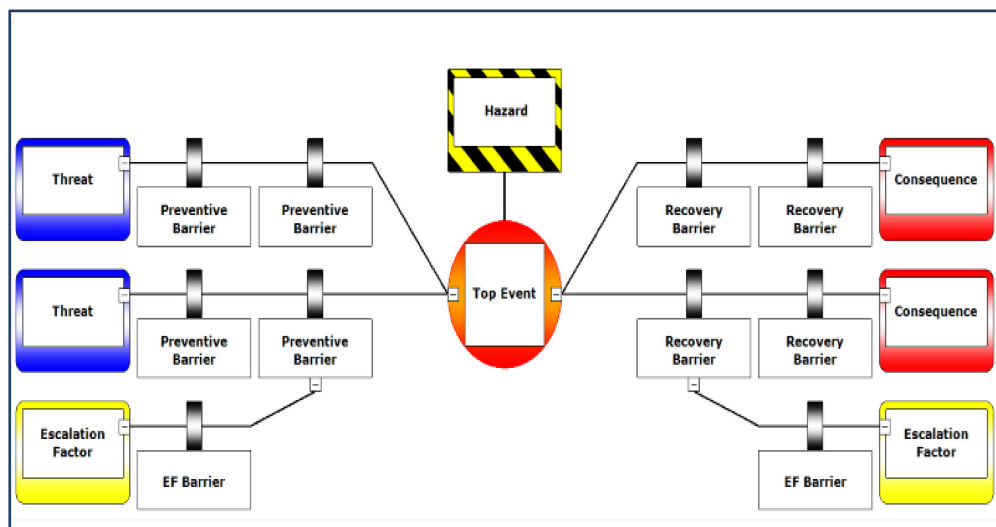 Hazard
Threat
Preventive
Barrier
Preventive
Barrier
Recovery
Barrier
Recovery
Barrier
Consequence
Top Event
Threat
Preventive
Barrier
Preventive
Barrier
Recovery
Barrier
Recovery
Barrier
Consequence
Escalation
Factor
EF Barrier
EF Barrier
Escalation
Factor